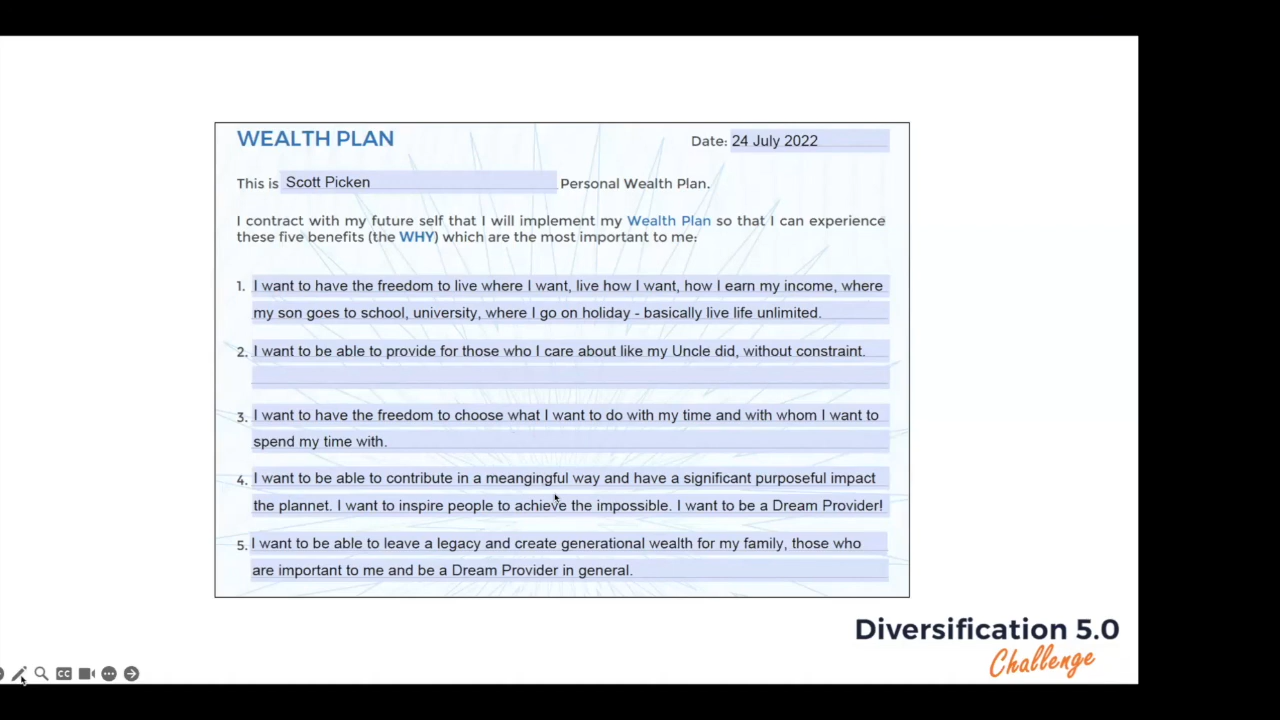 WEALTH PLAN
Date: 24 July 2022
This is Scott Picken Personal Wealth Plan.
I contract with my future self that I will implement my Wealth Plan so that I can experience
these five benefits (the WHY) which are the most important to me:
1. I want to have the freedom to live where I want, live how I want, how I earn my income, where
my son goes to school, university, where I go on holiday - basically live life unlimited.
2. I want to be able to provide for those who I care about like my Uncle did, without constraint.
3. I want to have the freedom to choose what I want to do with my time and with whom I want to
spend my time with.
4. I want to be able to contribute in a meangingful way and have a significant purposeful impact
the plannet. I want to inspire people to achieve the impossible. I want to be a Dream Provider!
5. I want to be able to leave a legacy and create generational wealth for my family, those who
are important to me and be a Dream Provider in general.
Diversification 5.0
Challenge
CC